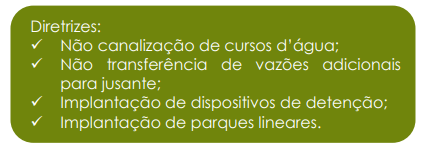 Diretrizes:
✓ Não canalização de cursos d’água;
✓ Não transferência de vazões adicionais
para jusante;
✓ Implantação de dispositivos de detenção;
✓ Implantação de parques lineares.